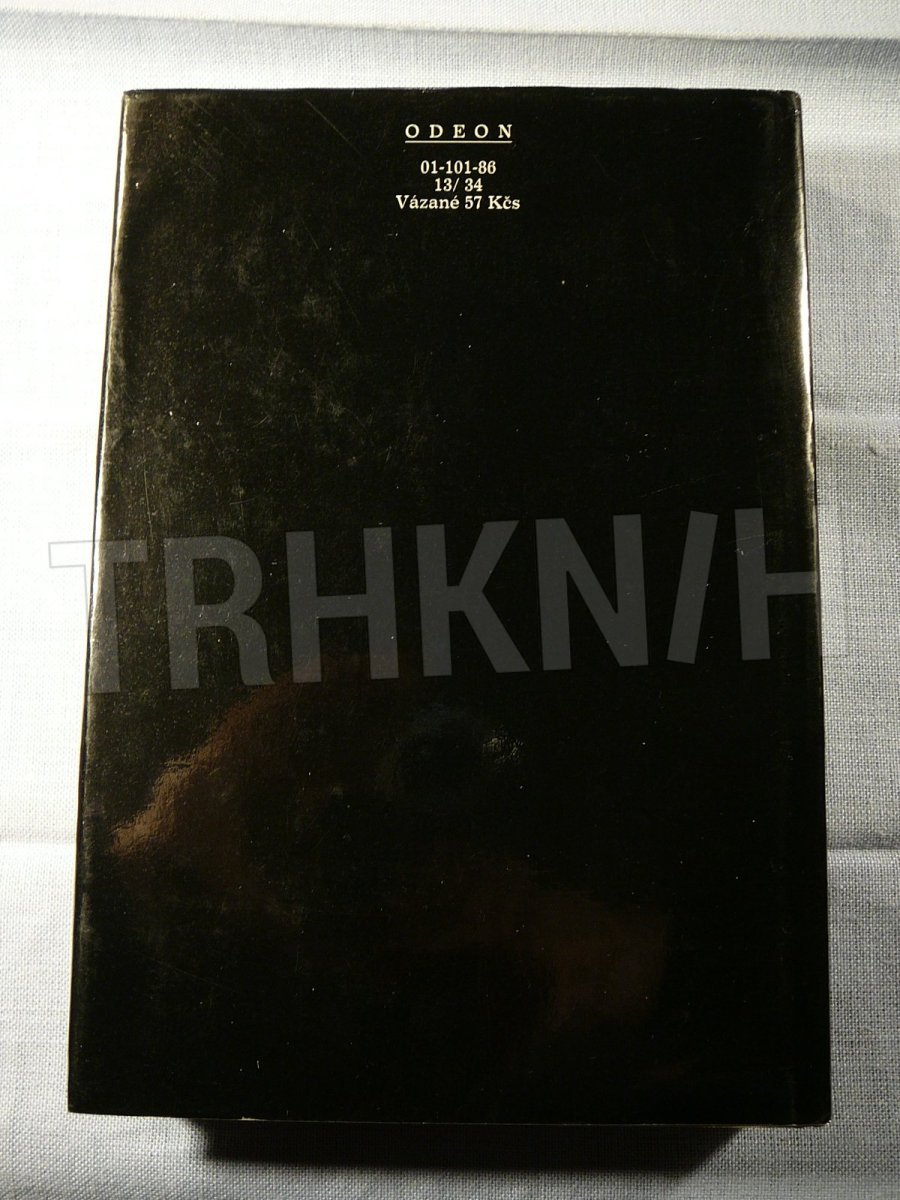 ODEON
01-101-86
13/ 34
Vázané 57 Kčs
TRHKNIH